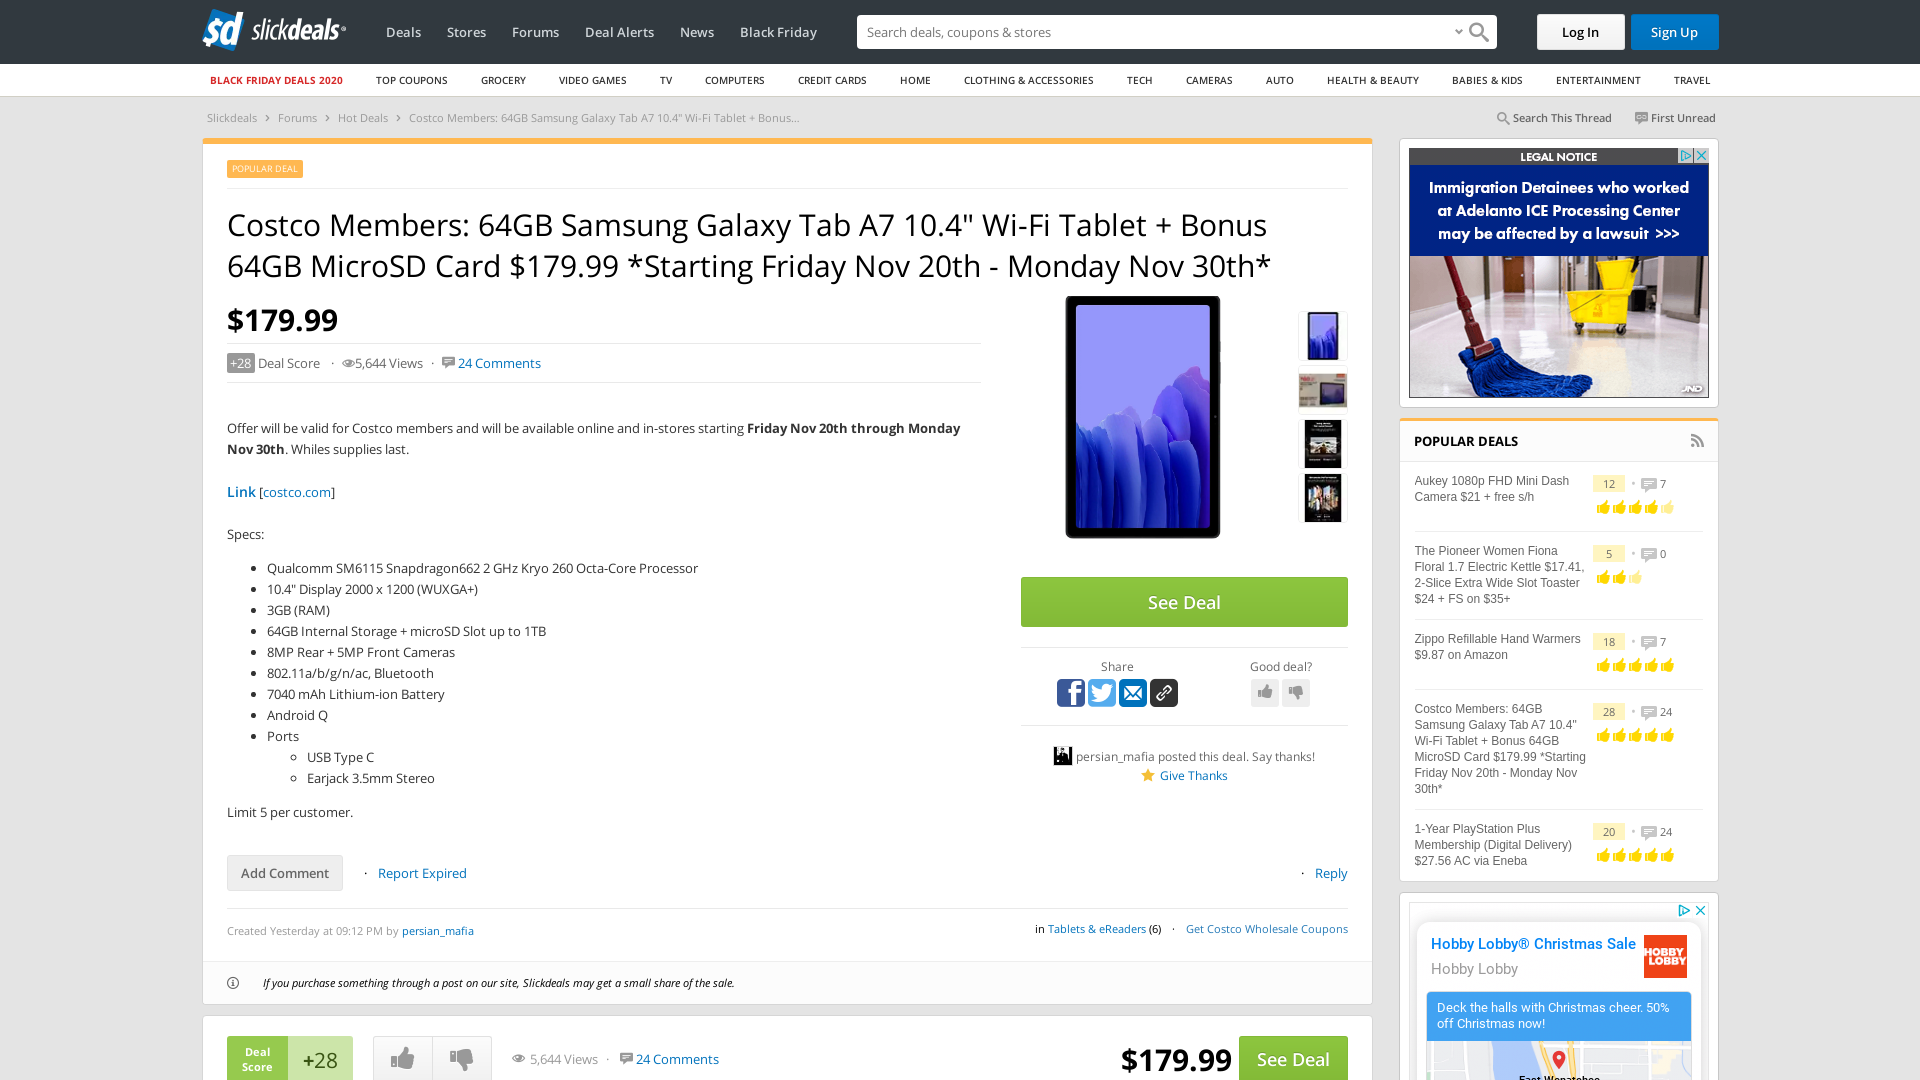 slickdeals
Deals
Stores
Forums
Deal Alerts
News
Black Friday
Search deals, coupons & stores
Log In
Sign Up
BLACK FRIDAY DEALS 2020
TOP COUPONS
GROCERY
VIDEO GAMES
TV
COMPUTERS
CREDIT CARDS
HOME
CLOTHING & ACCESSORIES
TECH
CAMERAS
AUTO
HEALTH & BEAUTY
BABIES & KIDS
ENTERTAINMENT
TRAVEL
Slickdeals › Forums › Hot Deals › Costco Members: 64GB Samsung Galaxy Tab A7 10.4" Wi-Fi Tablet + Bonus...
Search This Thread
First Unread
POPULAR DEAL
Costco Members: 64GB Samsung Galaxy Tab A7 10.4" Wi-Fi Tablet + Bonus
64GB MicroSD Card $179.99 *Starting Friday Nov 20th - Monday Nov 30th*
$179.99
+28 Deal Score · 5,644 Views · 24 Comments
Offer will be valid for Costco members and will be available online and in-stores starting Friday Nov 20th through Monday
Nov 30th. Whiles supplies last.
Link [costco.com]
Specs:
Qualcomm SM6115 Snapdragon662 2 GHz Kryo 260 Octa-Core Processor
10.4" Display 2000 x 1200 (WUXGA+)
3GB (RAM)
64GB Internal Storage + microSD Slot up to 1TB
8MP Rear + 5MP Front Cameras
802.11a/b/g/n/ac, Bluetooth
7040 mAh Lithium-ion Battery
Android Q
Ports
USB Type C
Earjack 3.5mm Stereo
Limit 5 per customer.
See Deal
Share
Good deal?
persian_mafia posted this deal. Say thanks!
Give Thanks
Add Comment
· Report Expired
· Reply
Created Yesterday at 09:12 PM by persian_mafia
in Tablets & eReaders (6) · Get Costco Wholesale Coupons
If you purchase something through a post on our site, Slickdeals may get a small share of the sale.
Deal
Score
+28
5,644 Views · 24 Comments
$179.99
See Deal
LEGAL NOTICE
Immigration Detainees who worked
at Adelanto ICE Processing Center
may be affected by a lawsuit >>>
JND
POPULAR DEALS
Aukey 1080p FHD Mini Dash
Camera $21 + free s/h
12 · 7
The Pioneer Women Fiona
Floral 1.7 Electric Kettle $17.41,
2-Slice Extra Wide Slot Toaster
$24 + FS on $35+
5 · 0
Zippo Refillable Hand Warmers
$9.87 on Amazon
18 · 7
Costco Members: 64GB
Samsung Galaxy Tab A7 10.4"
Wi-Fi Tablet + Bonus 64GB
MicroSD Card $179.99 *Starting
Friday Nov 20th - Monday Nov
30th*
28 · 24
1-Year PlayStation Plus
Membership (Digital Delivery)
$27.56 AC via Eneba
20 · 24
Hobby Lobby® Christmas Sale
Hobby Lobby
HOBBY
LOBBY
Deck the halls with Christmas cheer. 50%
off Christmas now!
East Wenatchee